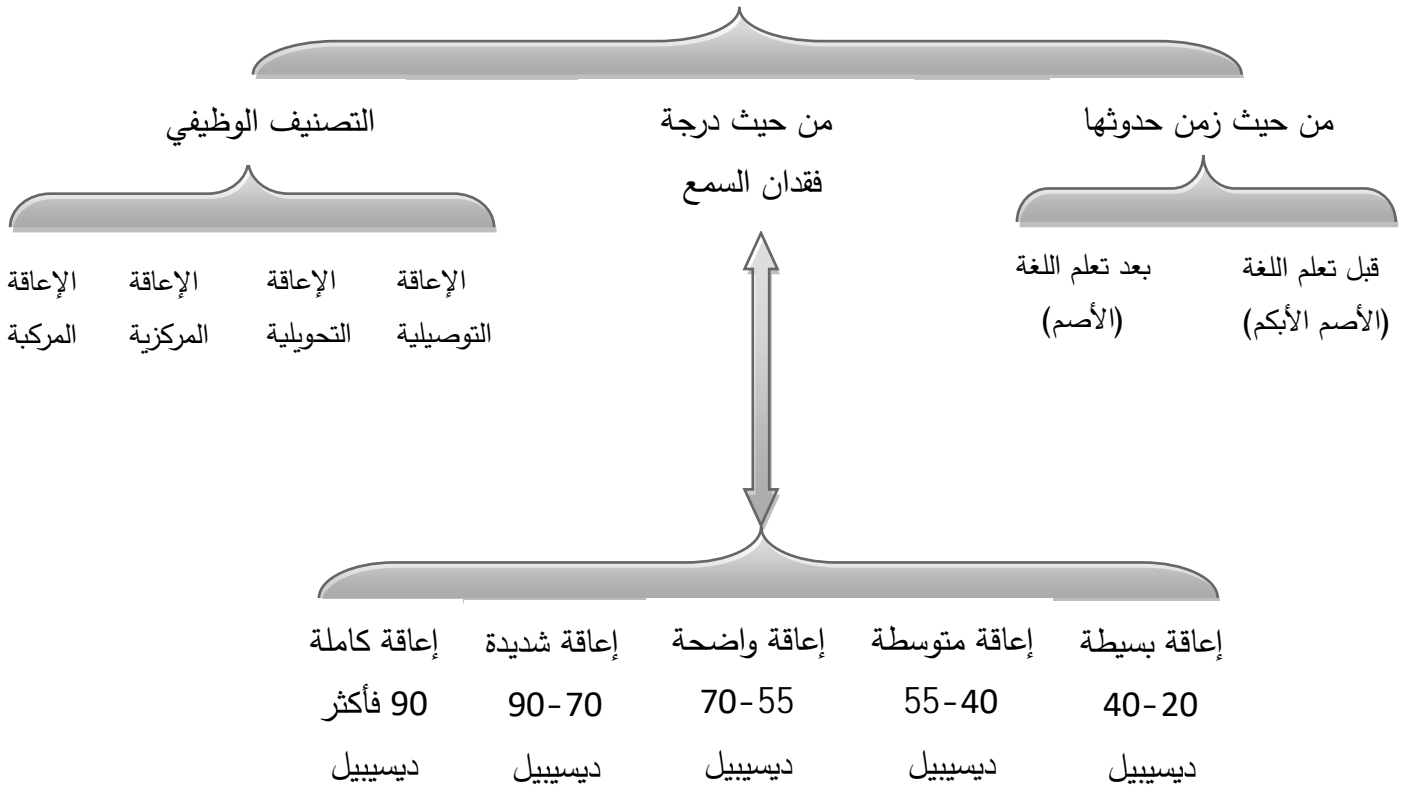 من حيث زمن حدوثها
من حيث درجة
فقدان السمع
التصنيف الوظيفي
قبل تعلم اللغة
(الأصم الأبكم)
بعد تعلم اللغة
(الأصم)
الإعاقة
التوصيلية
الإعاقة
التحويلية
الإعاقة
المركزية
الإعاقة
المركبة
إعاقة بسيطة
20-40
ديسيبيل
إعاقة متوسطة
40-55
ديسيبيل
إعاقة واضحة
55-70
ديسيبيل
إعاقة شديدة
70-90
ديسيبيل
إعاقة كاملة
90 فأكثر
ديسيبيل